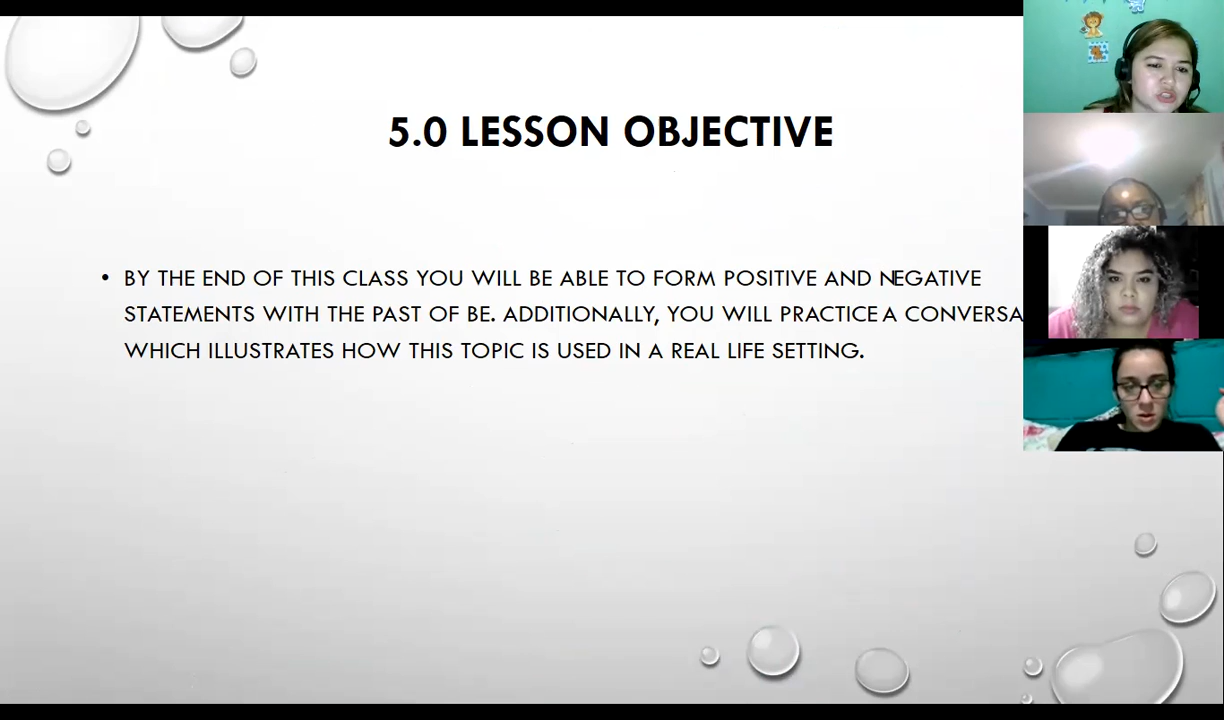 5.0 LESSON OBJECTIVE
• BY THE END OF THIS CLASS YOU WILL BE ABLE TO FORM POSITIVE AND NEGATIVE
STATEMENTS WITH THE PAST OF BE. ADDITIONALLY, YOU WILL PRACTICE A CONVERSA
WHICH ILLUSTRATES HOW THIS TOPIC IS USED IN A REAL LIFE SETTING.